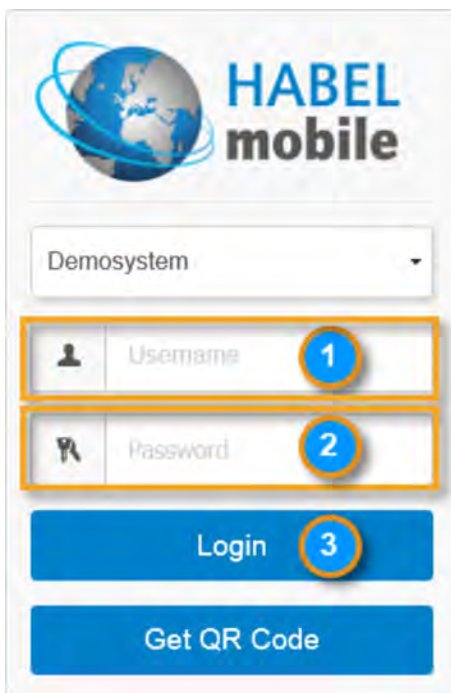 HABEL
mobile
Demosystem
Username 1
Password 2
Login 3
Get QR Code